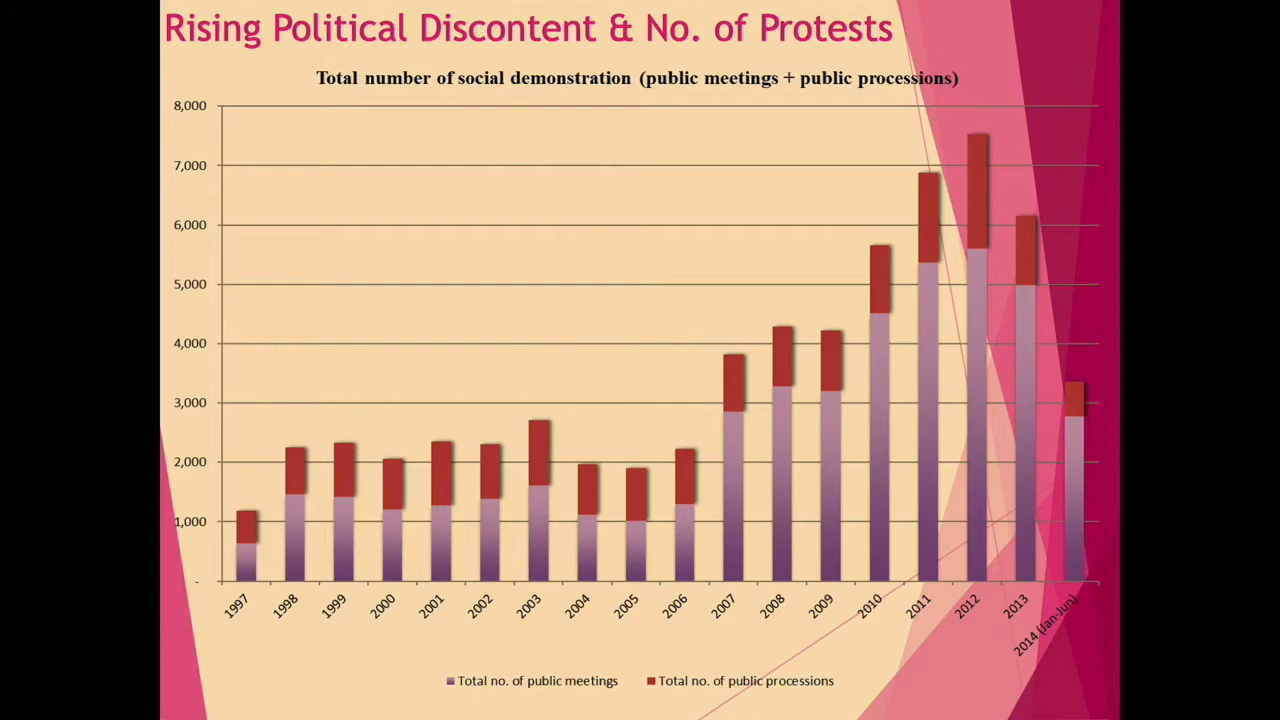 Rising Political Discontent & No. of Protests
Total number of social demonstration (public meetings + public processions)
8,000
7,000
6,000
5,000
4,000
3,000
2,000
1,000
-
1997 1998 1999 2000 2001 2002 2003 2004 2005 2006 2007 2008 2009 2010 2011 2012 2013 2014 (Jan-Jun)
Total no. of public meetings Total no. of public processions